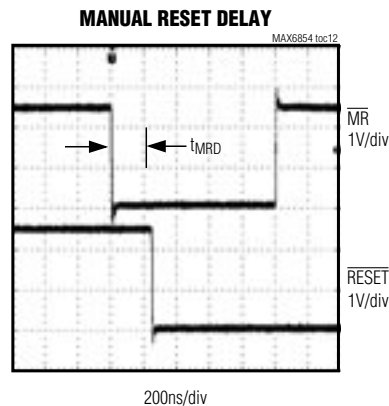 MANUAL RESET DELAY
MAX6854 toc12
MR
1V/div
tMRD
RESET
1V/div
200ns/div